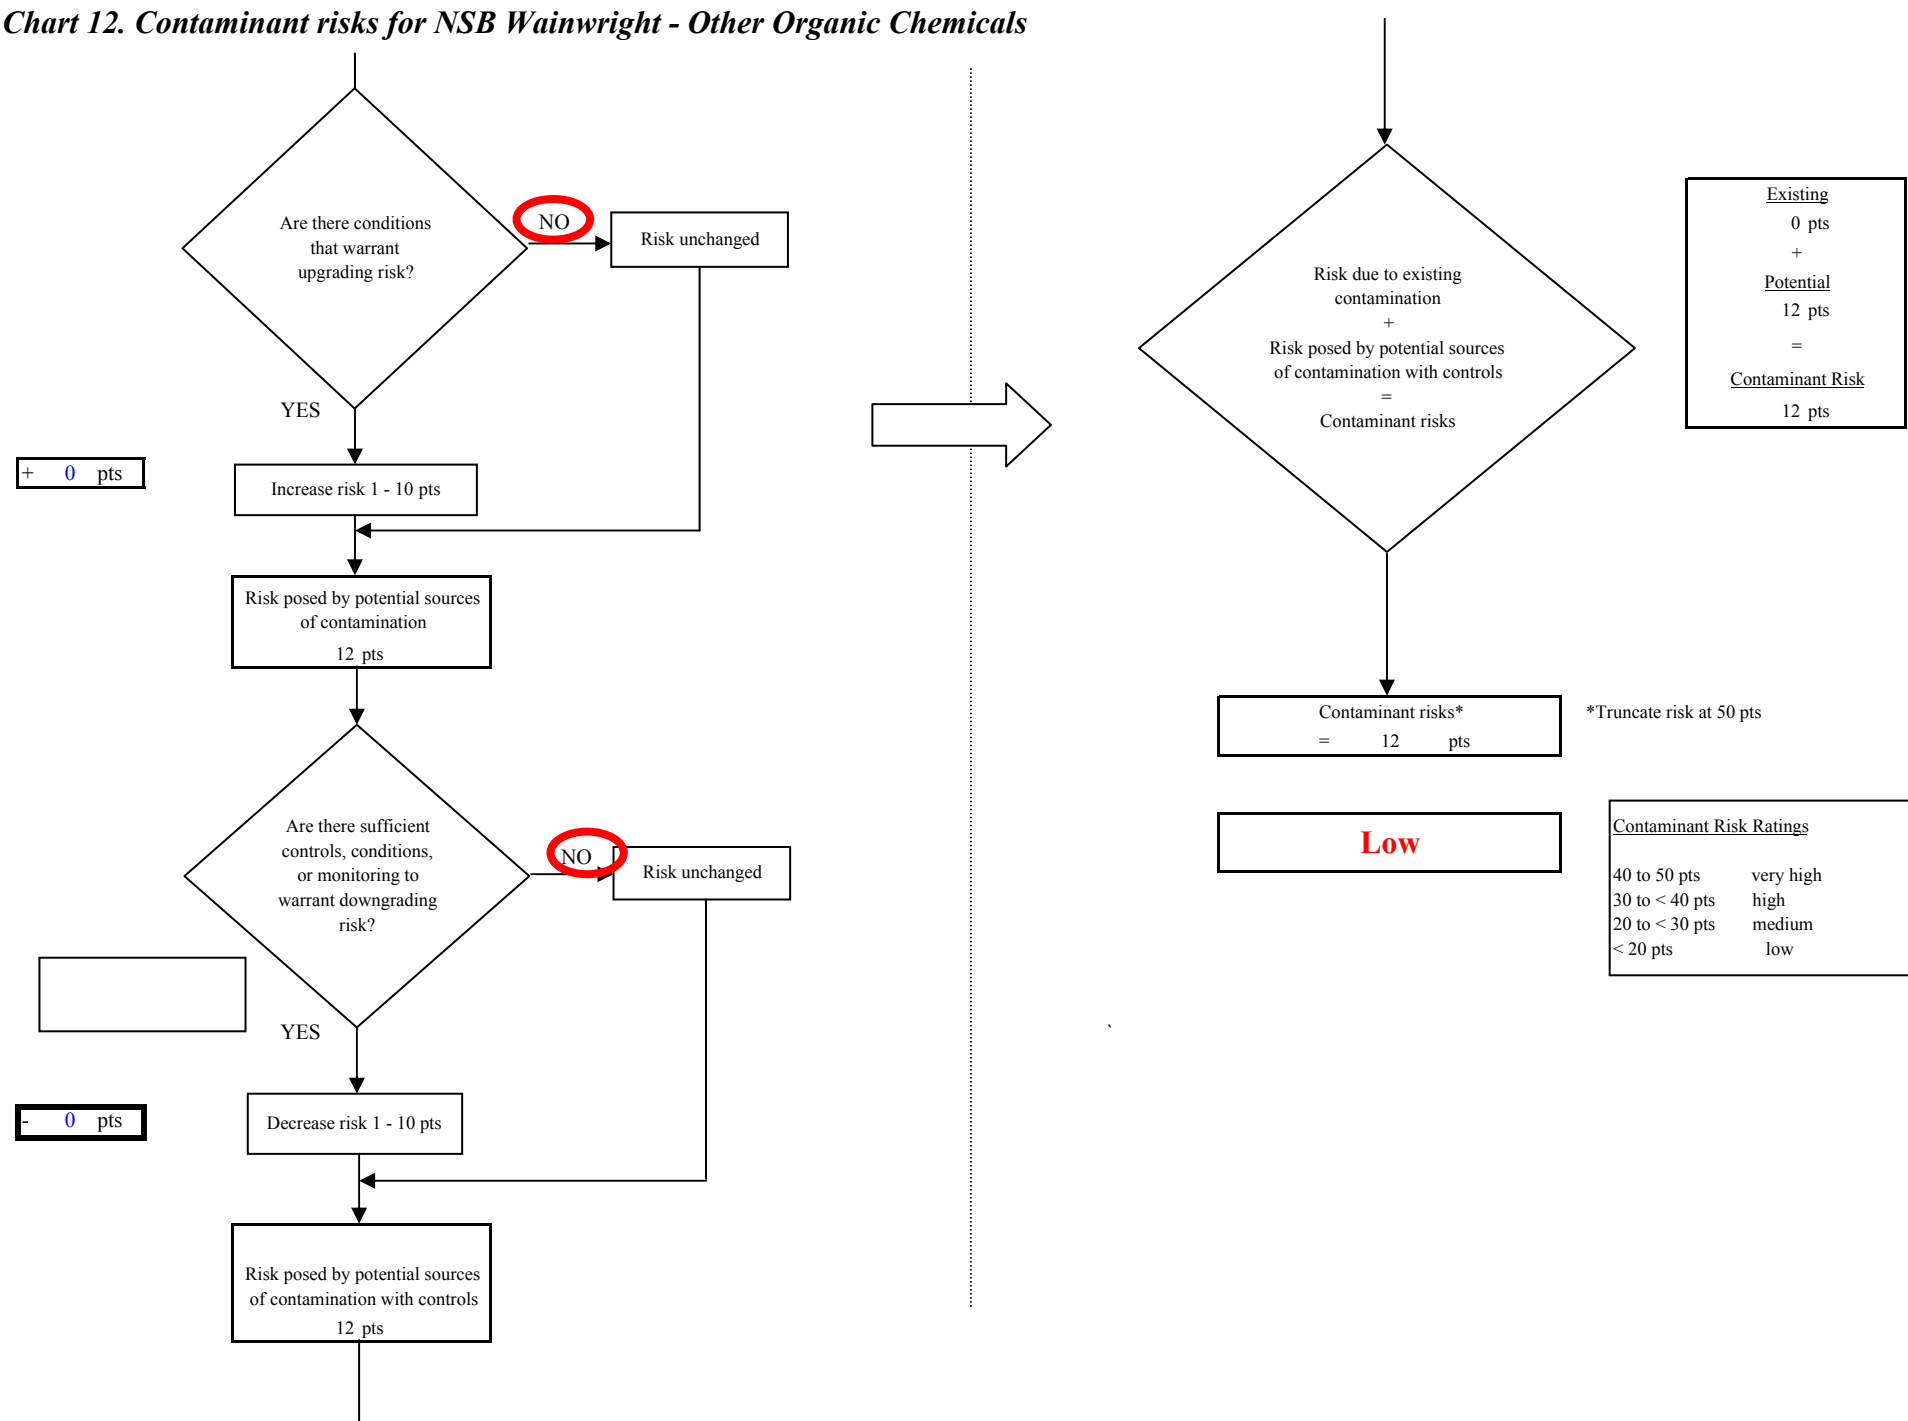 Chart 12. Contaminant risks for NSB Wainwright - Other Organic Chemicals
Are there conditions
that warrant
upgrading risk?
NO
Risk unchanged
YES
+ 0 pts
Increase risk 1 - 10 pts
Risk posed by potential sources
of contamination
12 pts
Are there sufficient
controls, conditions,
or monitoring to
warrant downgrading
risk?
NO
Risk unchanged
YES
- 0 pts
Decrease risk 1 - 10 pts
Risk posed by potential sources
of contamination with controls
12 pts
Risk due to existing
contamination
+
Risk posed by potential sources
of contamination with controls
=
Contaminant risks
Existing
0 pts
+
Potential
12 pts
=
Contaminant Risk
12 pts
Contaminant risks*
= 12 pts
*Truncate risk at 50 pts
Low
Contaminant Risk Ratings
40 to 50 pts very high
30 to < 40 pts high
20 to < 30 pts medium
< 20 pts low
`